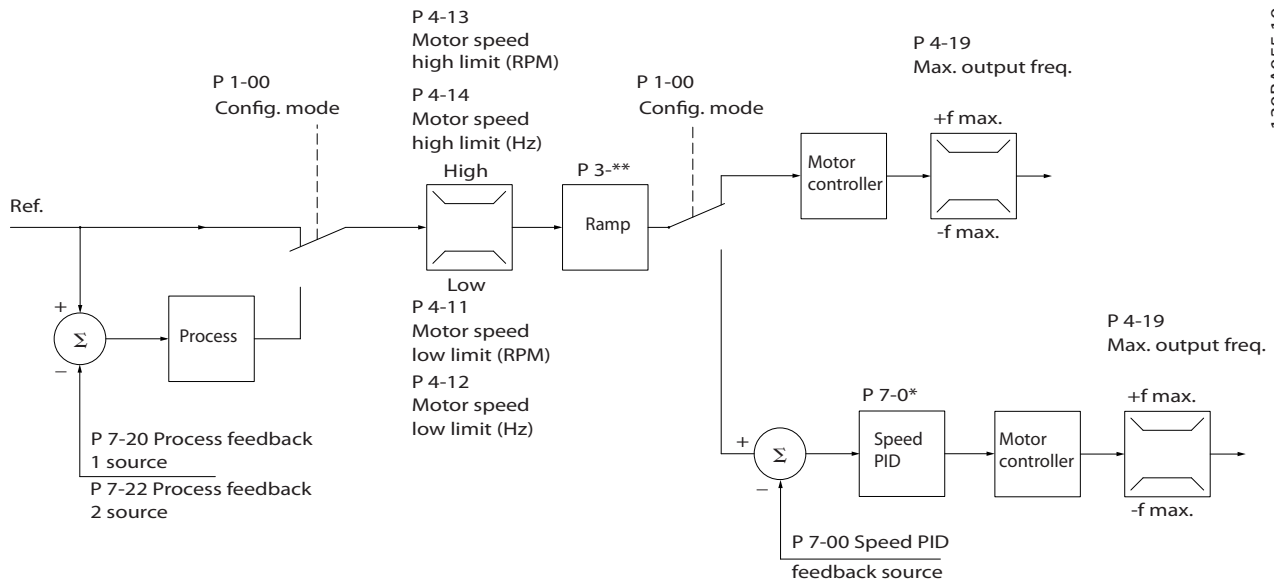 P 4-13
Motor speed
high limit (RPM)
P 4-14
Motor speed
high limit (Hz)
High
P 1-00
Config. mode
P 1-00
Config. mode
P 4-19
Max. output freq.
+f max.
Motor
controller
-f max.
P 3-**
Ramp
Ref.
Low
P 4-11
Motor speed
low limit (RPM)
P 4-12
Motor speed
low limit (Hz)
+
Σ
−
Process
P 7-20 Process feedback
1 source
P 7-22 Process feedback
2 source
P 4-19
Max. output freq.
+f max.
P 7-0*
+
Σ
−
Speed
PID
Motor
controller
-f max.
P 7-00 Speed PID
feedback source